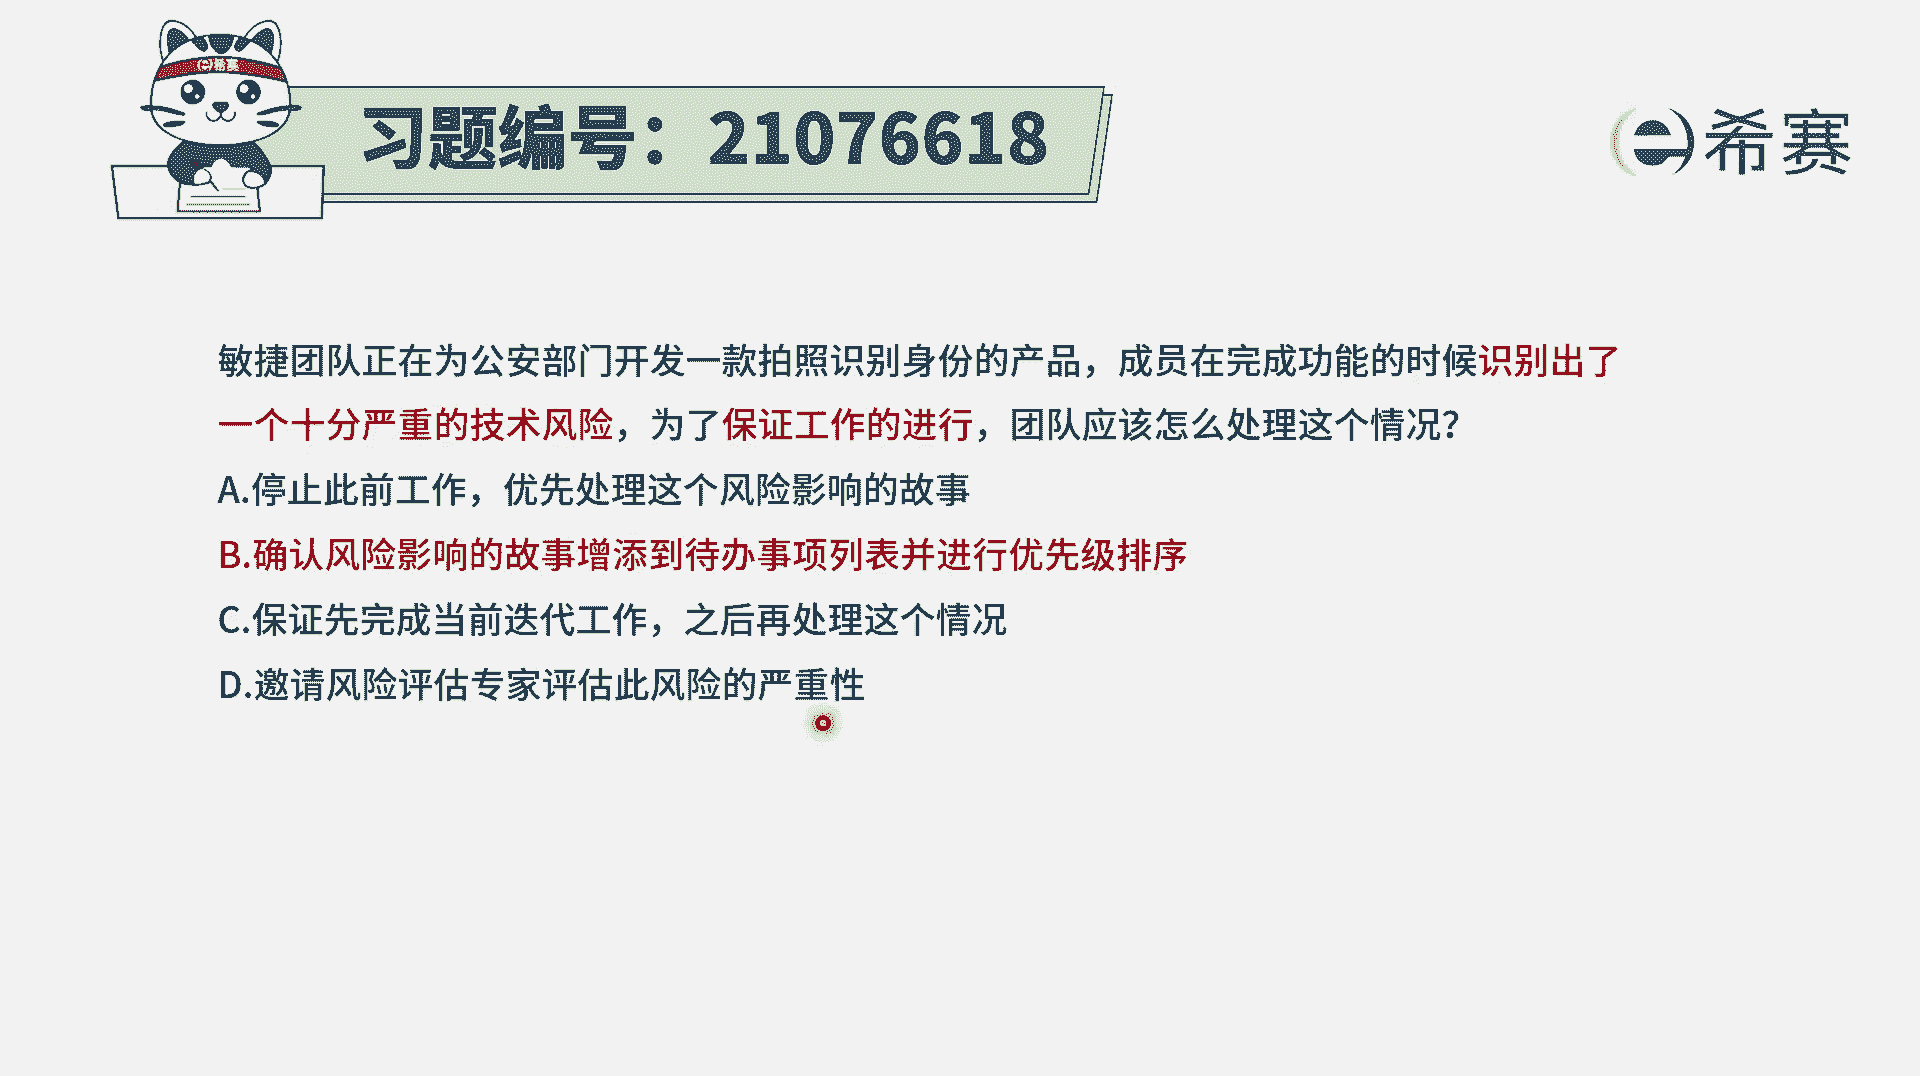 希赛
习题编号：21076618
希赛
敏捷团队正在为公安部门开发一款拍照识别身份的产品，成员在完成功能的时候识别出了
一个十分严重的技术风险，为了保证工作的进行，团队应该怎么处理这个情况？
A.停止此前工作，优先处理这个风险影响的故事
B.确认风险影响的故事增添到待办事项列表并进行优先级排序
C.保证先完成当前迭代工作，之后再处理这个情况
D.邀请风险评估专家评估此风险的严重性